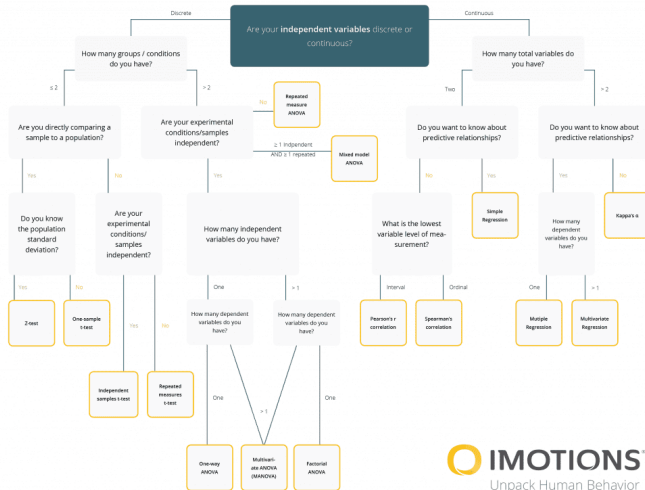 Discrete
Continuous
Are your independent variables discrete or
continuous?
How many groups / conditions
do you have?
How many total variables do
you have?
≤ 2
> 2
Two
> 2
No
Repeated
measure
ANOVA
Are you directly comparing a
sample to a population?
Are your experimental
conditions/samples
independent?
≥ 1 Indpendent
AND ≥ 1 repeated
Mixed model
ANOVA
Do you want to know about
predictive relationships?
Do you want to know about
predictive relationships?
Yes
No
Yes
No
Yes
Yes
No
Do you know
the population
standard
deviation?
Are your
experimental
conditions/
samples
independent?
How many independent
variables do you have?
What is the lowest
variable level of mea-
surement?
Simple
Regression
How many
dependent
variables do you
have?
Kappa's α
Yes
No
One
> 1
Interval
Ordinal
One
> 1
Z-test
One-sample
t-test
Yes
No
How many dependent
variables do you
have?
How many dependent
variables do you
have?
Pearson's r
correlation
Spearman's
correlation
Mutiple
Regression
Multivariate
Regression
Independent
samples t-test
Repeated
measures
t-test
One
> 1
One
One-way
ANOVA
Multivari-
ate ANOVA
(MANOVA)
Factorial
ANOVA
IMOTIONS
Unpack Human Behavior